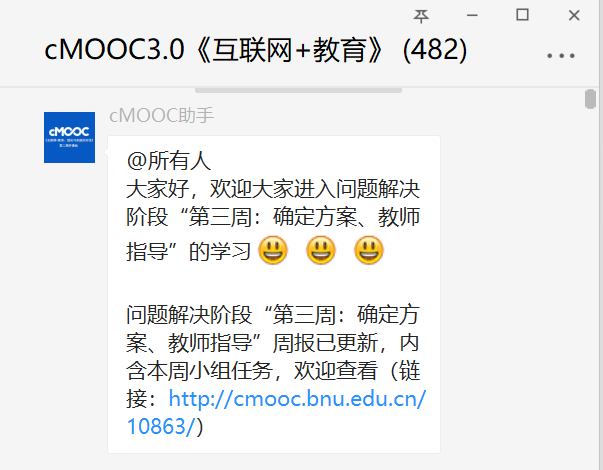 cMOOC3.0《互联网+教育》 (482)
cMOOC助手
cMOOC
@所有人
大家好，欢迎大家进入问题解决
阶段“第三周：确定方案、教师
指导”的学习
问题解决阶段“第三周：确定方
案、教师指导”周报已更新，内
含本周小组任务，欢迎查看（链
接：http://cmooc.bnu.edu.cn/
10863/）